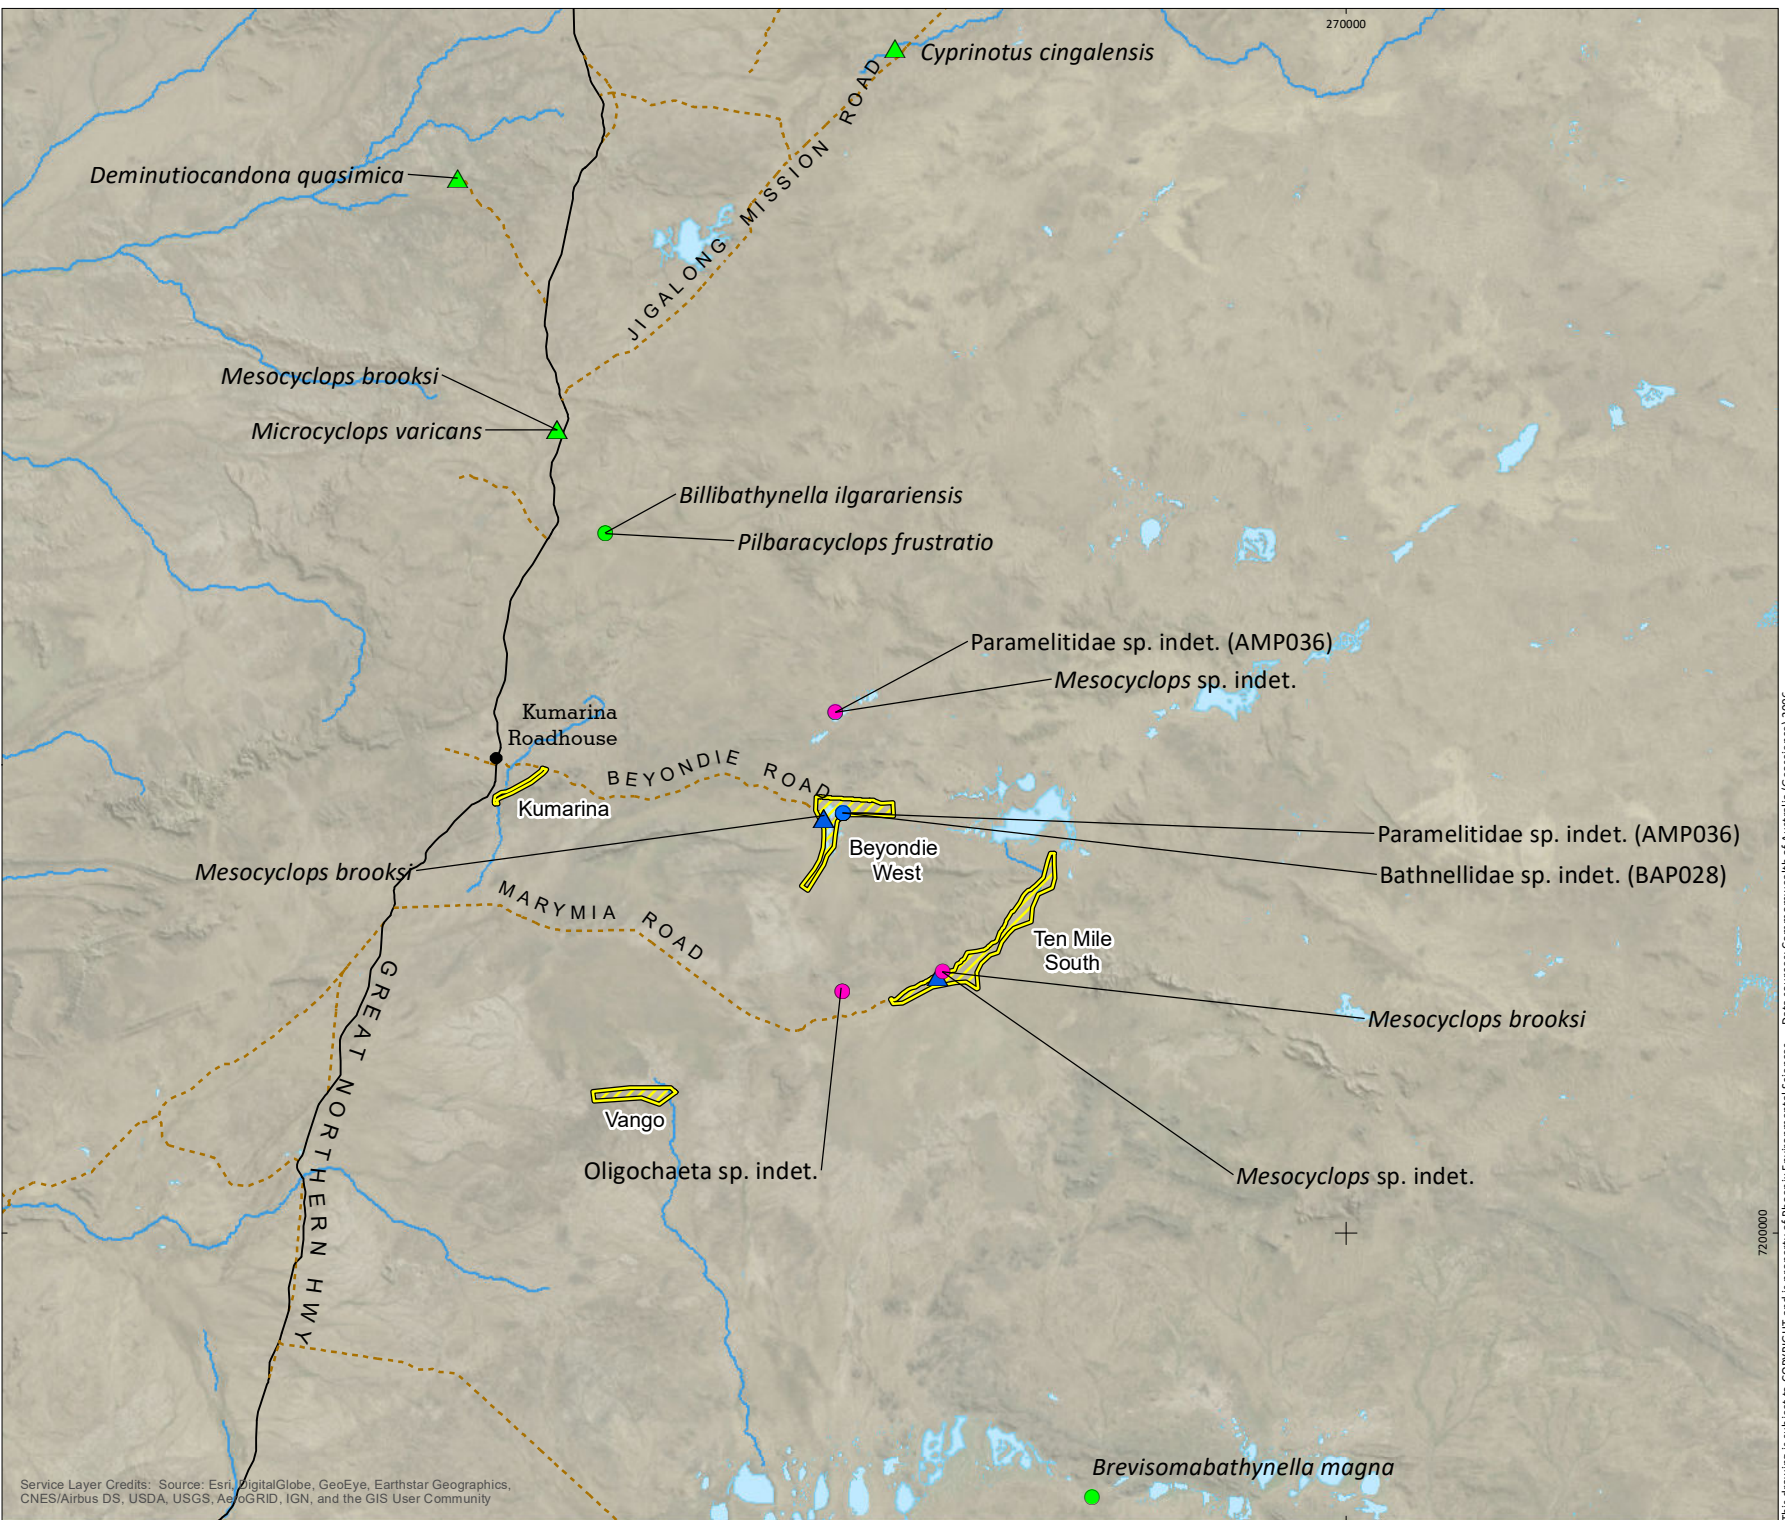 270000
Cyprinotus cingalensis
JIGALONG MISSION ROAD
Deminutiocandona quasimica
Mesocyclops brooksi
Microcyclops varicans
Billibathynella ilgarariensis
Pilbaracyclops frustratio
Paramelitidae sp. indet. (AMP036)
Mesocyclops sp. indet.
Kumarina
Roadhouse
BEYONDIE ROAD
Kumarina
Paramelitidae sp. indet. (AMP036)
Beyondie
West
Mesocyclops brooksi
Bathnellidae sp. indet. (BAP028)
MARYMIA ROAD
Ten Mile
South
GREAT NORTHERN HWY
Mesocyclops brooksi
Vango
Oligochaeta sp. indet.
Mesocyclops sp. indet.
7200000
Brevisomabathynella magna
Service Layer Credits: Source: Esri, DigitalGlobe, GeoEye, Earthstar Geographics,
CNES/Airbus DS, USDA, USGS, AeroGRID, IGN, and the GIS User Community